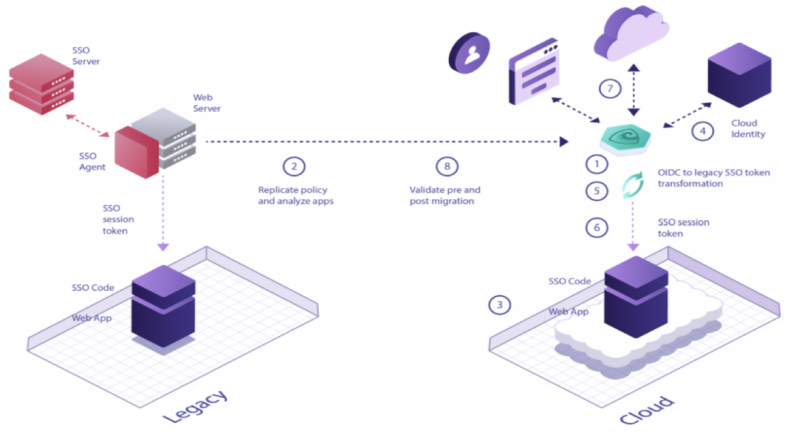 SSO
Server
Web
Server
SSO
Agent
SSO
session
token
2
Replicate policy
and analyze apps
8
Validate pre and
post migration
7
4
Cloud
Identity
1
5
OIDC to legacy SSO token
transformation
6
SSO session
token
SSO Code
Web App
Legacy
3
SSO Code
Web App
Cloud